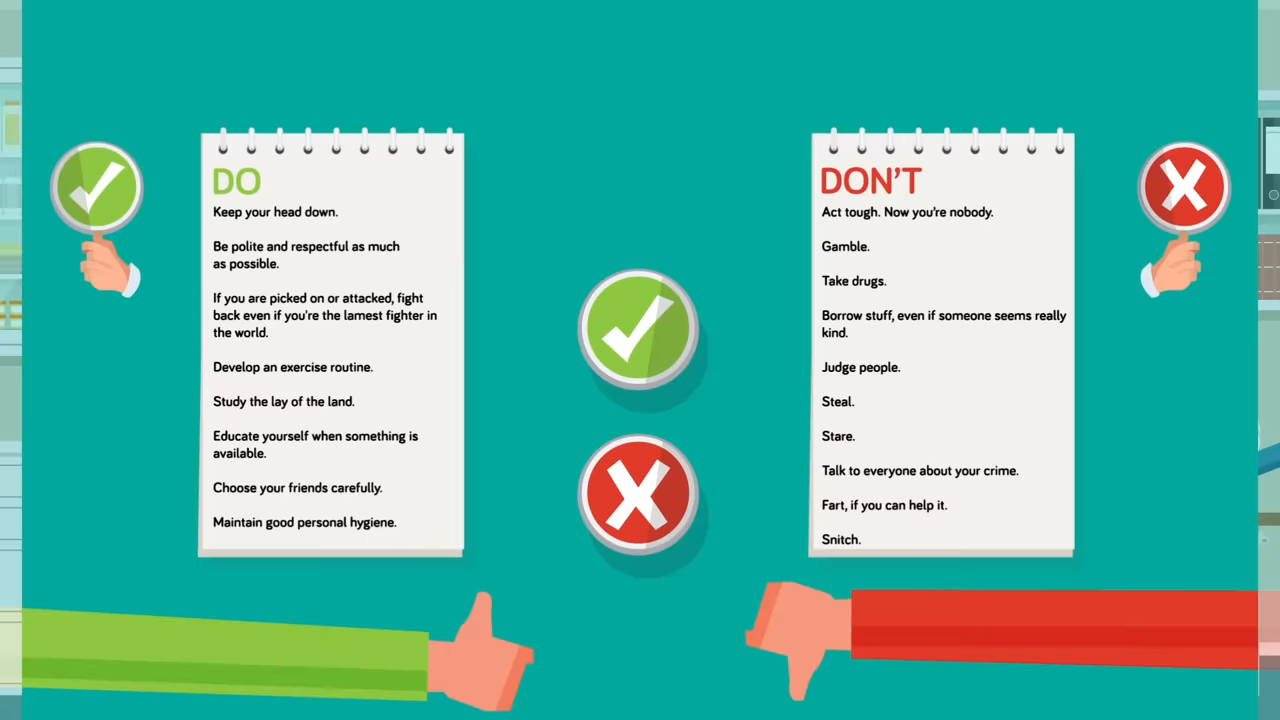 DO
Keep your head down.
Be polite and respectful as much
as possible.
If you are picked on or attacked, fight
back even if you're the lamest fighter in
the world.
Develop an exercise routine.
Study the lay of the land.
Educate yourself when something is
available.
Choose your friends carefully.
Maintain good personal hygiene.
DON'T
Act tough. Now you're nobody.
Gamble.
Take drugs.
Borrow stuff, even if someone seems really
kind.
Judge people.
Steal.
Stare.
Talk to everyone about your crime.
Fart, if you can help it.
Snitch.